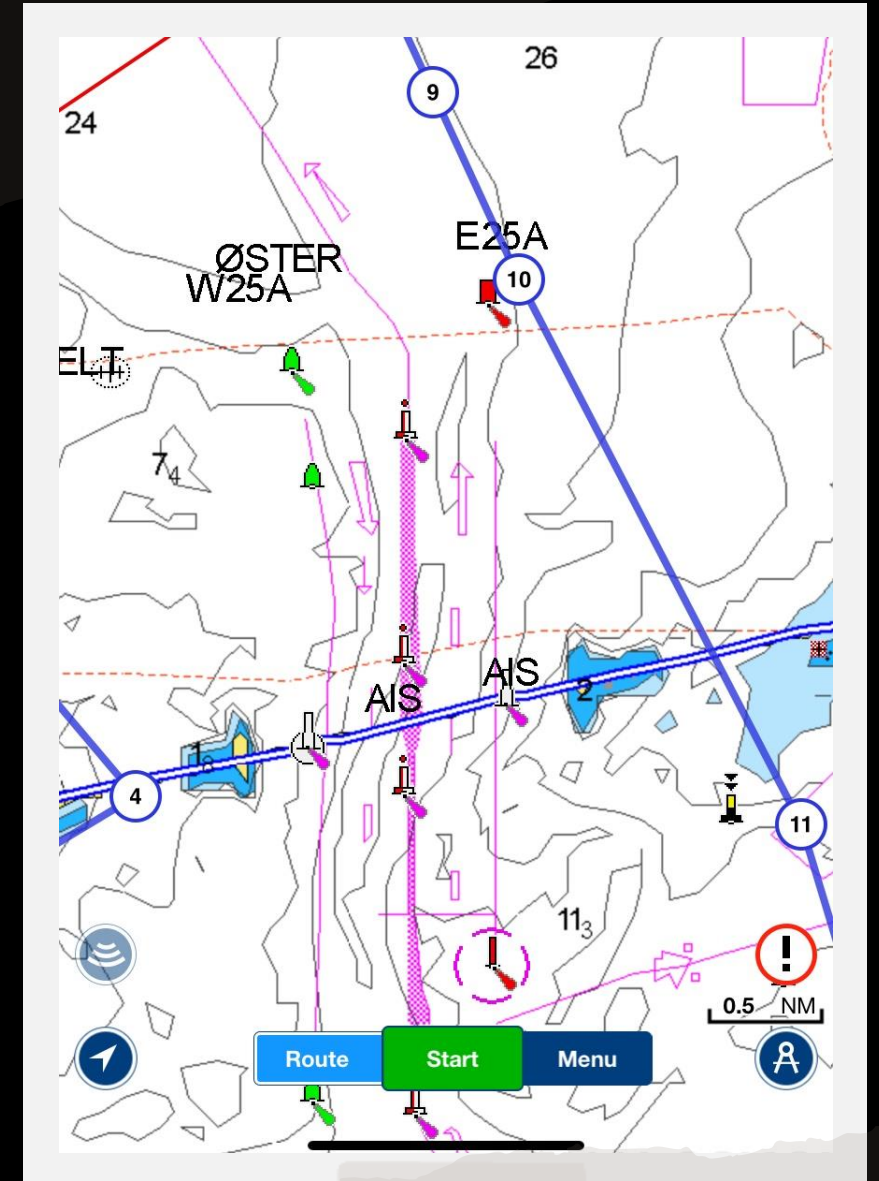 26
9
24
E25A
ØSTER
W25A
10
ELT
7₄
AIS
AIS
2
1₈
4
11
11₃
!
0.5 NM
Route
Start
Menu